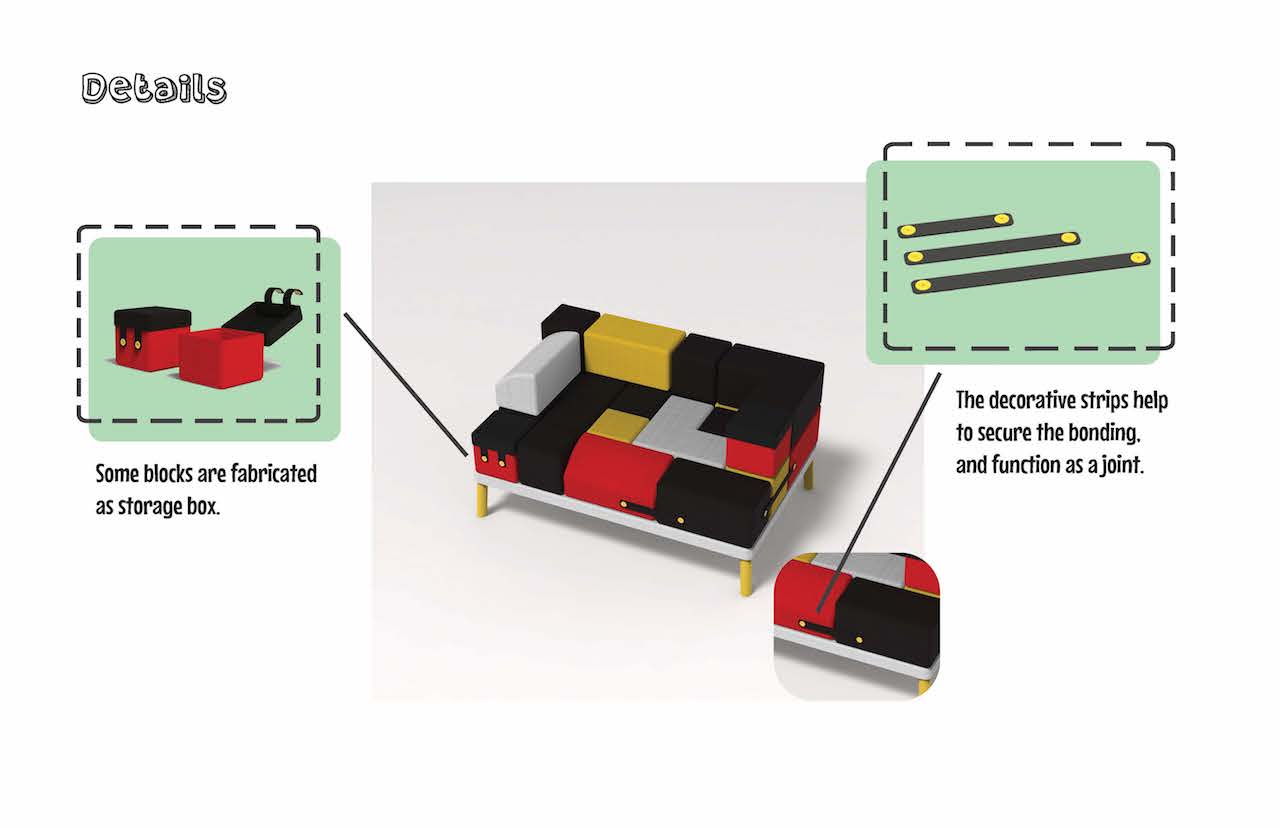 Details
Some blocks are fabricated
as storage box.
The decorative strips help
to secure the bonding,
and function as a joint.